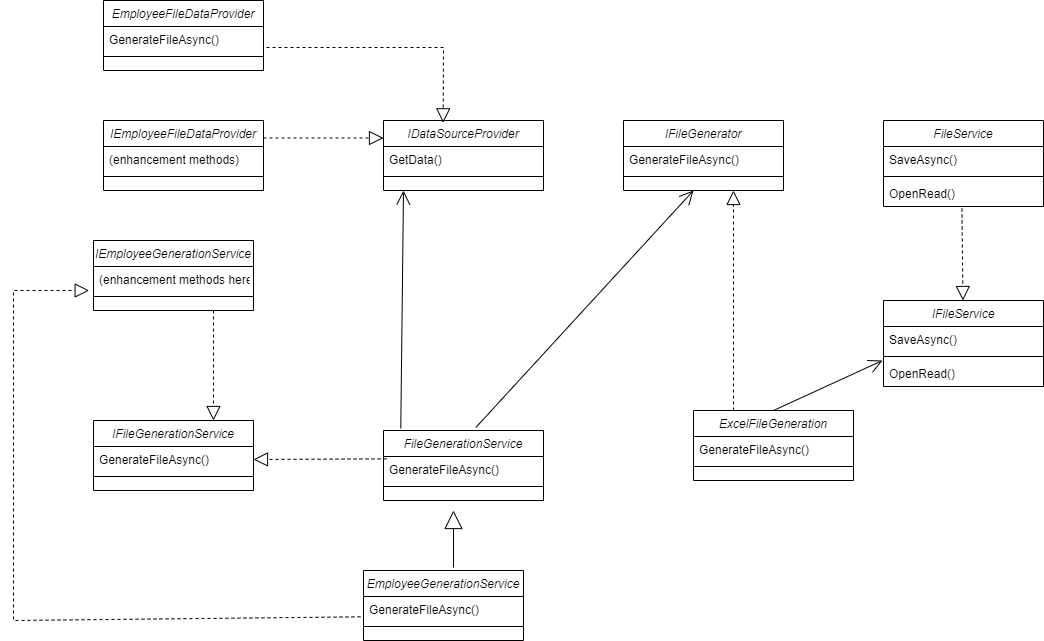 EmployeeFileDataProvider
GenerateFileAsync()
IEmployeeFileDataProvider
(enhancement methods)
IDataSourceProvider
GetData()
IFileGenerator
GenerateFileAsync()
FileService
SaveAsync()
OpenRead()
IEmployeeGenerationService
(enhancement methods here
IFileService
SaveAsync()
OpenRead()
IFileGenerationService
GenerateFileAsync()
FileGenerationService
GenerateFileAsync()
ExcelFileGeneration
GenerateFileAsync()
EmployeeGenerationService
GenerateFileAsync()